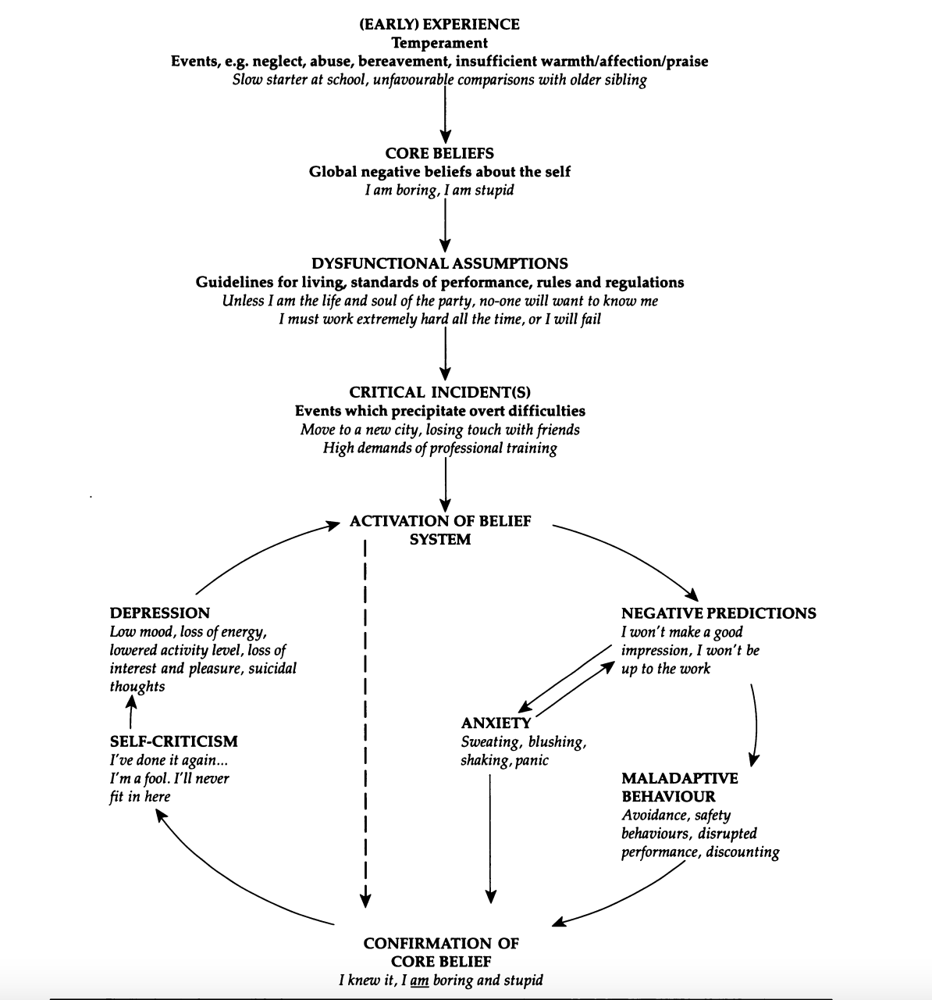 (EARLY) EXPERIENCE
Temperament
Events, e.g. neglect, abuse, bereavement, insufficient warmth/affection/praise
Slow starter at school, unfavourable comparisons with older sibling
CORE BELIEFS
Global negative beliefs about the self
I am boring, I am stupid
DYSFUNCTIONAL ASSUMPTIONS
Guidelines for living, standards of performance, rules and regulations
Unless I am the life and soul of the party, no-one will want to know me
I must work extremely hard all the time, or I will fail
CRITICAL INCIDENT(S)
Events which precipitate overt difficulties
Move to a new city, losing touch with friends
High demands of professional training
ACTIVATION OF BELIEF
SYSTEM
NEGATIVE PREDICTIONS
I won't make a good
impression, I won't be
up to the work
ANXIETY
Sweating, blushing,
shaking, panic
MALADAPTIVE
BEHAVIOUR
Avoidance, safety
behaviours, disrupted
performance, discounting
CONFIRMATION OF
CORE BELIEF
I knew it, I am boring and stupid
SELF-CRITICISM
I've done it again...
I'm a fool. I'll never
fit in here
DEPRESSION
Low mood, loss of energy,
lowered activity level, loss of
interest and pleasure, suicidal
thoughts